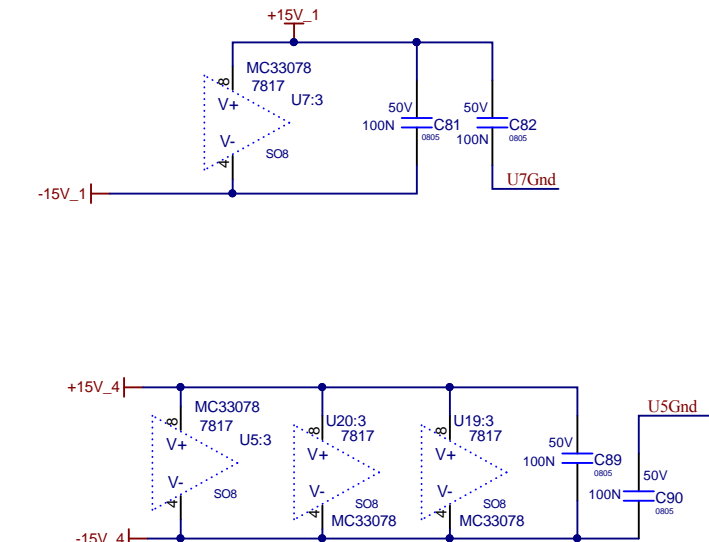 +15V_1
MC33078
7817
8
V+
U7:3
V-
4
SO8
50V
100N
C81
0805
50V
100N
C82
0805
-15V_1
U7Gnd
+15V_4
MC33078
7817
8
V+
U5:3
V-
4
SO8
U20:3
7817
8
V+
V-
4
SO8
MC33078
U19:3
7817
8
V+
V-
4
SO8
MC33078
50V
100N
C89
0805
U5Gnd
50V
100N
C90
0805
-15V_4